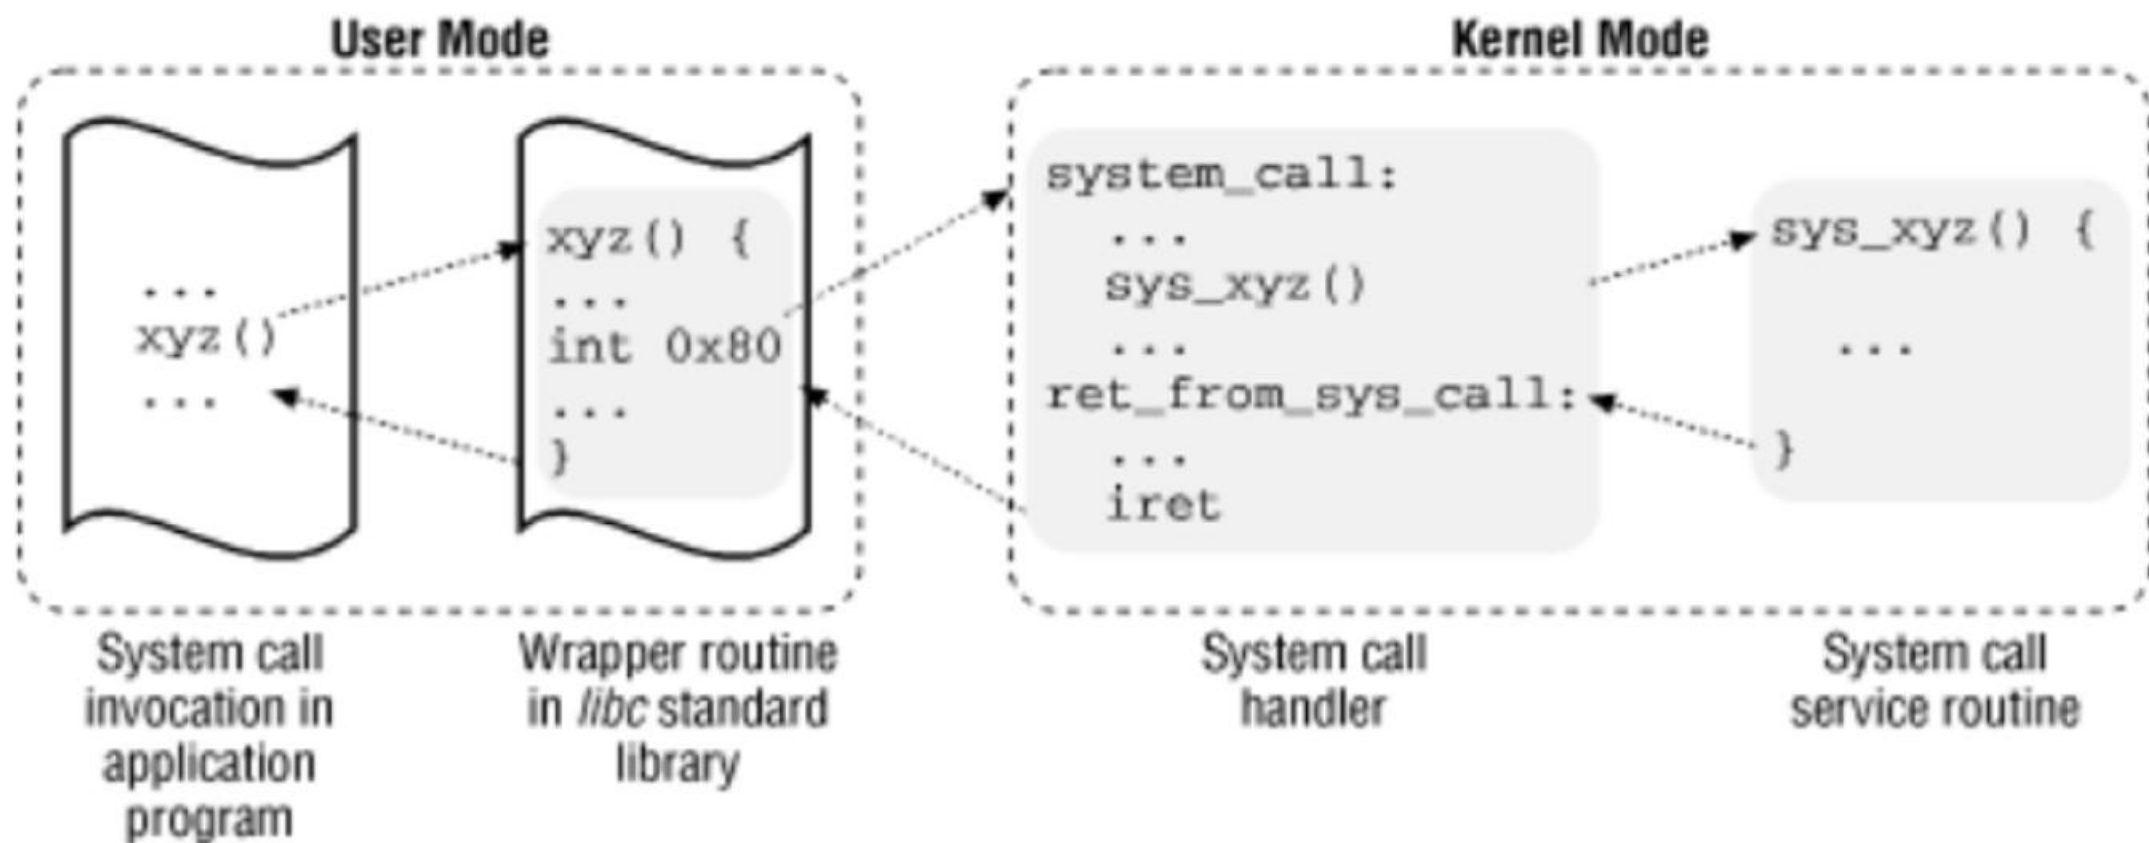 User Mode
Kernel Mode
...
xyz()
...
xyz() {
...
int 0x80
...
}
system_call:
...
sys_xyz()
...
ret_from_sys_call:
...
iret
sys_xyz() {
...
}
System call
invocation in
application
program
Wrapper routine
in libc standard
library
System call
handler
System call
service routine